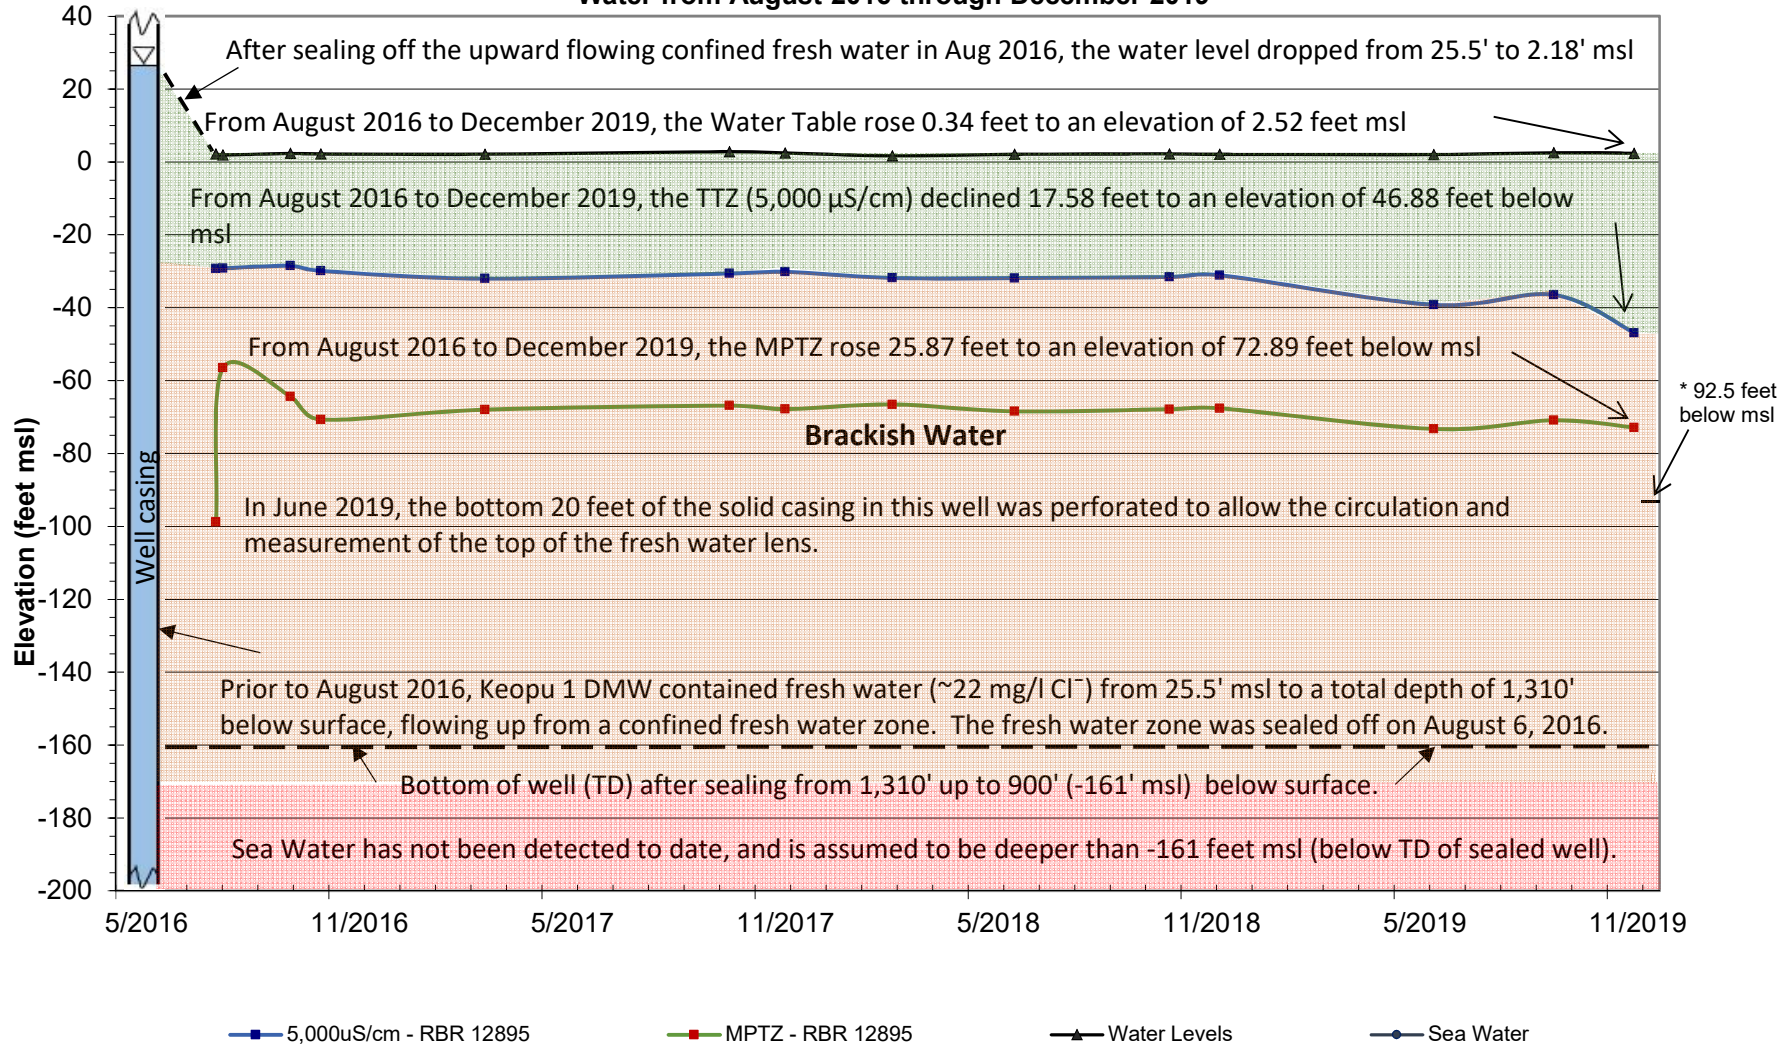 Water from August 2016 through December 2019
40
20
0
-20
-40
-60
-80
-100
-120
-140
-160
-180
-200
Elevation (feet msl)
Well casing
After sealing off the upward flowing confined fresh water in Aug 2016, the water level dropped from 25.5' to 2.18' msl
From August 2016 to December 2019, the Water Table rose 0.34 feet to an elevation of 2.52 feet msl
From August 2016 to December 2019, the TTZ (5,000 µS/cm) declined 17.58 feet to an elevation of 46.88 feet below
msl
From August 2016 to December 2019, the MPTZ rose 25.87 feet to an elevation of 72.89 feet below msl
* 92.5 feet
below msl
Brackish Water
In June 2019, the bottom 20 feet of the solid casing in this well was perforated to allow the circulation and
measurement of the top of the fresh water lens.
Prior to August 2016, Keopu 1 DMW contained fresh water (~22 mg/l Cl¯) from 25.5' msl to a total depth of 1,310'
below surface, flowing up from a confined fresh water zone. The fresh water zone was sealed off on August 6, 2016.
Bottom of well (TD) after sealing from 1,310' up to 900' (-161' msl) below surface.
Sea Water has not been detected to date, and is assumed to be deeper than -161 feet msl (below TD of sealed well).
5/2016 11/2016 5/2017 11/2017 5/2018 11/2018 5/2019 11/2019
5,000uS/cm - RBR 12895 MPTZ - RBR 12895 Water Levels Sea Water